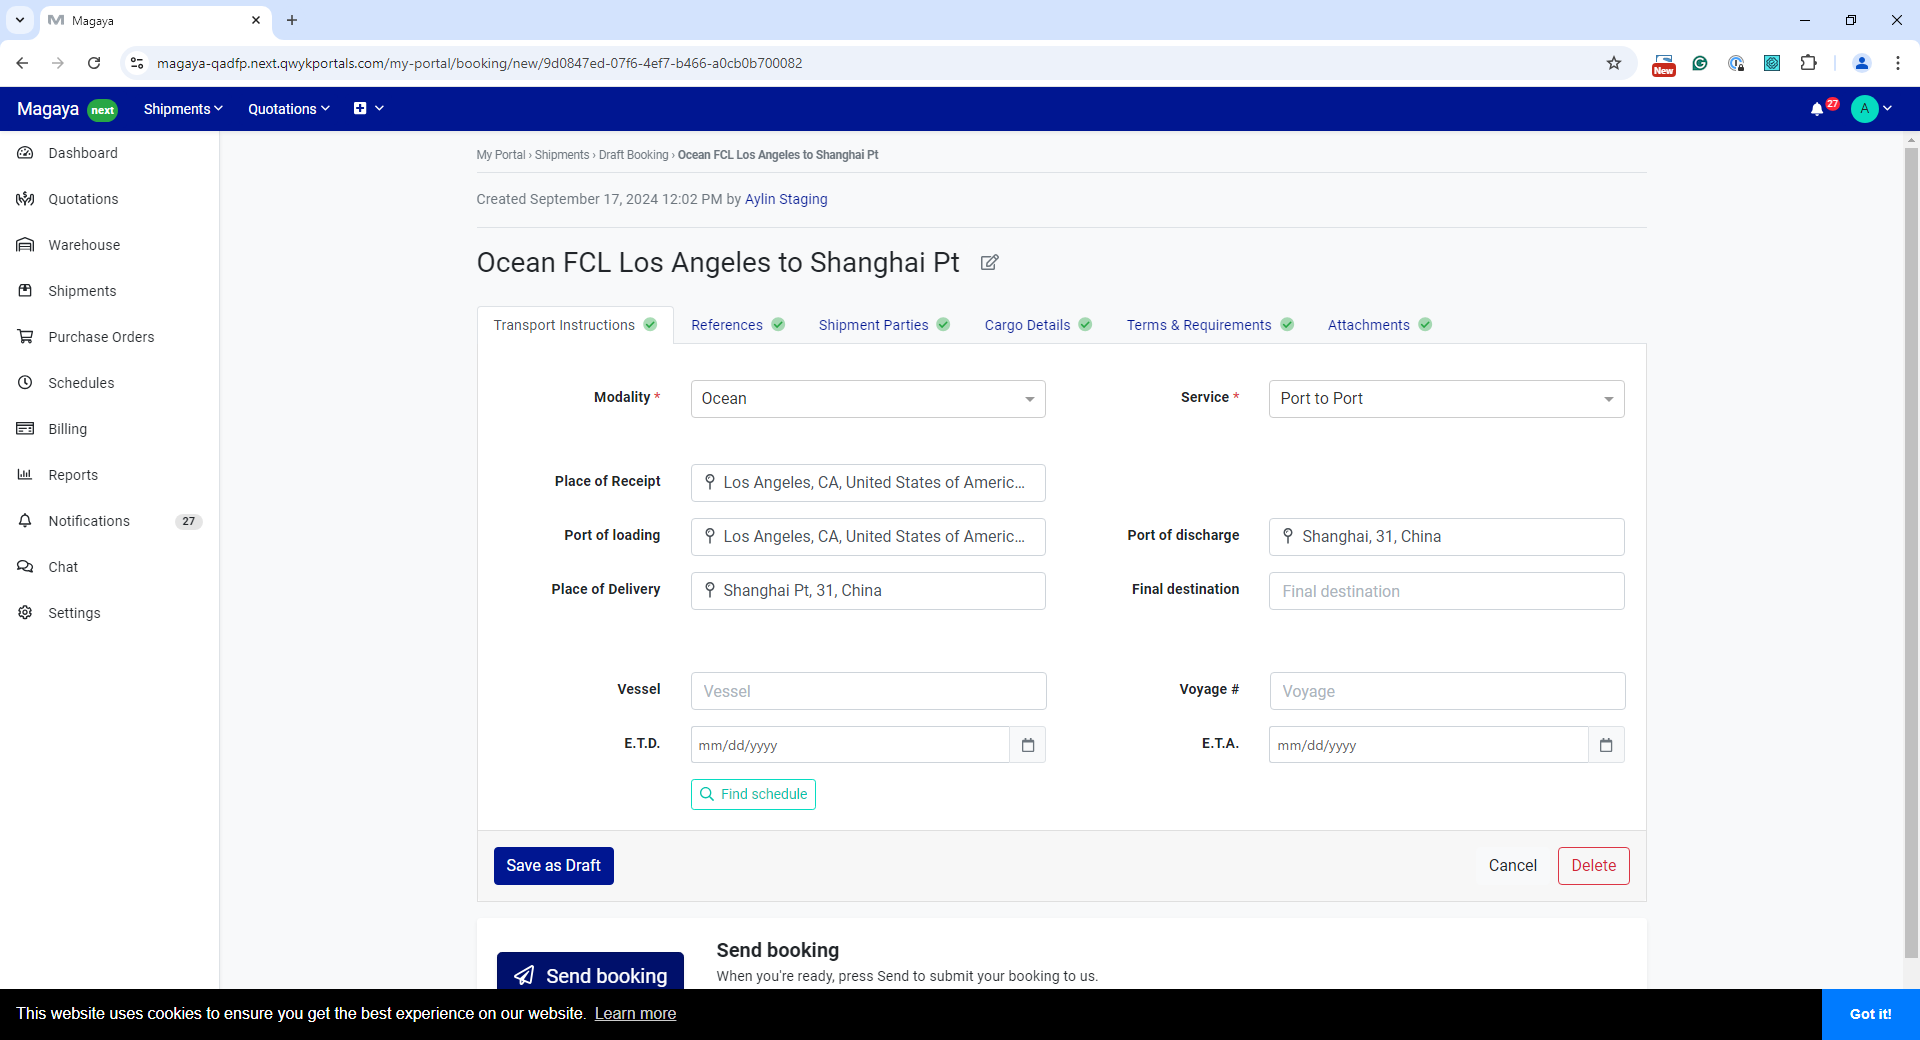 Magaya
magaya-qadfp.next.qwykportals.com/my-portal/booking/new/9d0847ed-07f6-4ef7-b466-a0cb0b700082
New
Magaya next Shipments Quotations 27 A
Dashboard
Quotations
Warehouse
Shipments
Purchase Orders
Schedules
Billing
Reports
Notifications 27
Chat
Settings
My Portal › Shipments › Draft Booking › Ocean FCL Los Angeles to Shanghai Pt
Created September 17, 2024 12:02 PM by Aylin Staging
Ocean FCL Los Angeles to Shanghai Pt
Transport Instructions References Shipment Parties Cargo Details Terms & Requirements Attachments
Modality * Ocean Service * Port to Port
Place of Receipt Los Angeles, CA, United States of Americ...
Port of loading Los Angeles, CA, United States of Americ... Port of discharge Shanghai, 31, China
Place of Delivery Shanghai Pt, 31, China Final destination Final destination
Vessel Vessel Voyage # Voyage
E.T.D. mm/dd/yyyy E.T.A. mm/dd/yyyy
Find schedule
Save as Draft Cancel Delete
Send booking
Send booking
When you're ready, press Send to submit your booking to us.
This website uses cookies to ensure you get the best experience on our website. Learn more Got it!